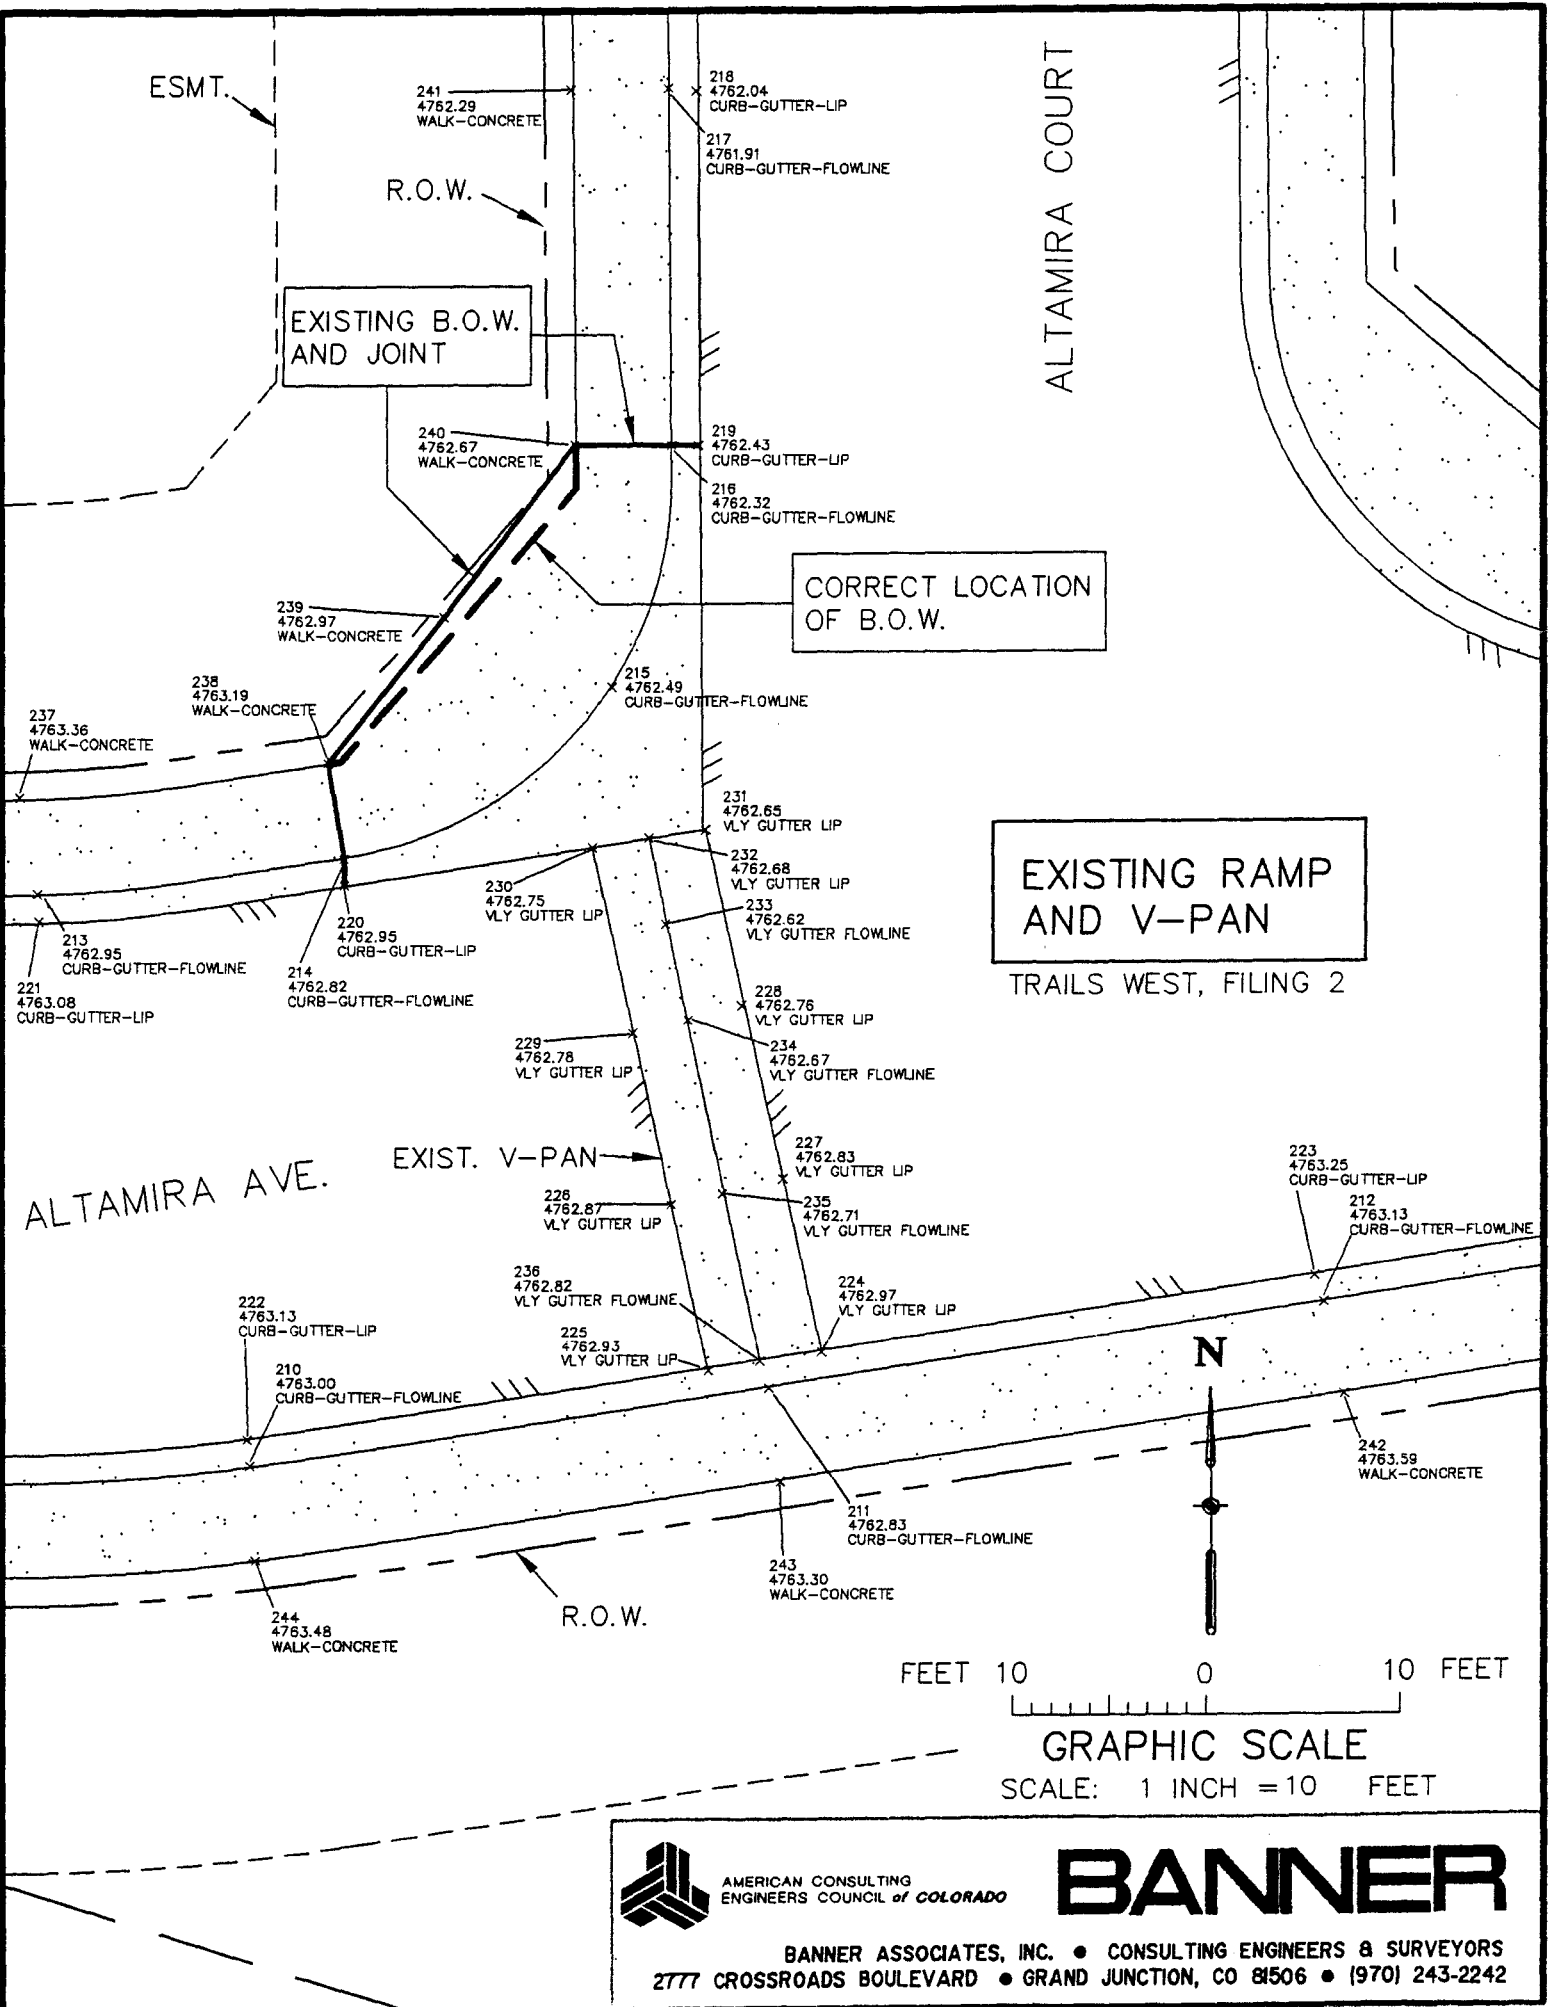 ESMT.
241
4762.29
WALK-CONCRETE
218
4762.04
CURB-GUTTER-LIP
217
4761.91
CURB-GUTTER-FLOWLINE
ALTAMIRA COURT
R.O.W.
EXISTING B.O.W.
AND JOINT
240
4762.67
WALK-CONCRETE
219
4762.43
CURB-GUTTER-LIP
216
4762.32
CURB-GUTTER-FLOWLINE
CORRECT LOCATION
OF B.O.W.
239
4762.97
WALK-CONCRETE
238
4763.19
WALK-CONCRETE
215
4762.49
CURB-GUTTER-FLOWLINE
237
4763.36
WALK-CONCRETE
231
4762.65
VLY GUTTER LIP
232
4762.68
VLY GUTTER LIP
230
4762.75
VLY GUTTER LIP
233
4762.62
VLY GUTTER FLOWLINE
EXISTING RAMP
AND V-PAN
TRAILS WEST, FILING 2
220
4762.95
CURB-GUTTER-LIP
213
4762.95
CURB-GUTTER-FLOWLINE
214
4762.82
CURB-GUTTER-FLOWLINE
221
4763.08
CURB-GUTTER-LIP
228
4762.76
VLY GUTTER LIP
229
4762.78
VLY GUTTER LIP
234
4762.67
VLY GUTTER FLOWLINE
EXIST. V-PAN
227
4762.83
VLY GUTTER LIP
ALTAMIRA AVE.
226
4762.87
VLY GUTTER LIP
235
4762.71
VLY GUTTER FLOWLINE
223
4763.25
CURB-GUTTER-LIP
212
4763.13
CURB-GUTTER-FLOWLINE
236
4762.82
VLY GUTTER FLOWLINE
224
4762.97
VLY GUTTER LIP
222
4763.13
CURB-GUTTER-LIP
225
4762.93
VLY GUTTER LIP
210
4763.00
CURB-GUTTER-FLOWLINE
N
242
4763.59
WALK-CONCRETE
211
4762.83
CURB-GUTTER-FLOWLINE
243
4763.30
WALK-CONCRETE
244
4763.48
WALK-CONCRETE
R.O.W.
FEET 10 0 10 FEET
GRAPHIC SCALE
SCALE: 1 INCH = 10 FEET
AMERICAN CONSULTING
ENGINEERS COUNCIL of COLORADO
BANNER
BANNER ASSOCIATES, INC. ● CONSULTING ENGINEERS & SURVEYORS
2777 CROSSROADS BOULEVARD ● GRAND JUNCTION, CO 81506 ● (970) 243-2242